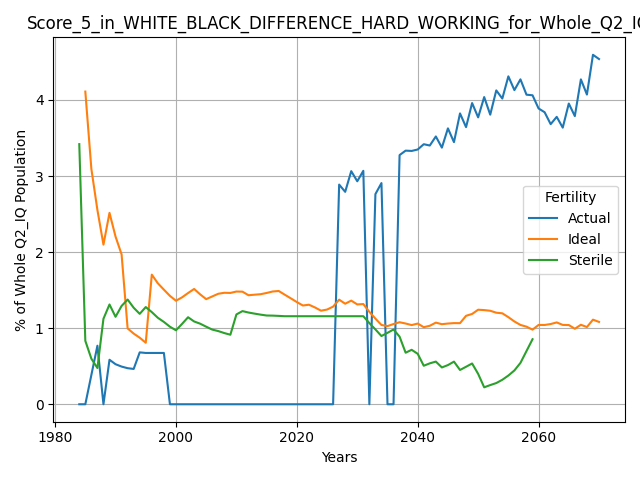 Score_5_in_WHITE_BLACK_DIFFERENCE_HARD_WORKING_for_Whole_Q2_IQ
% of Whole Q2_IQ Population
4
3
2
1
0
Fertility
Actual
Ideal
Sterile
1980 2000 2020 2040 2060
Years